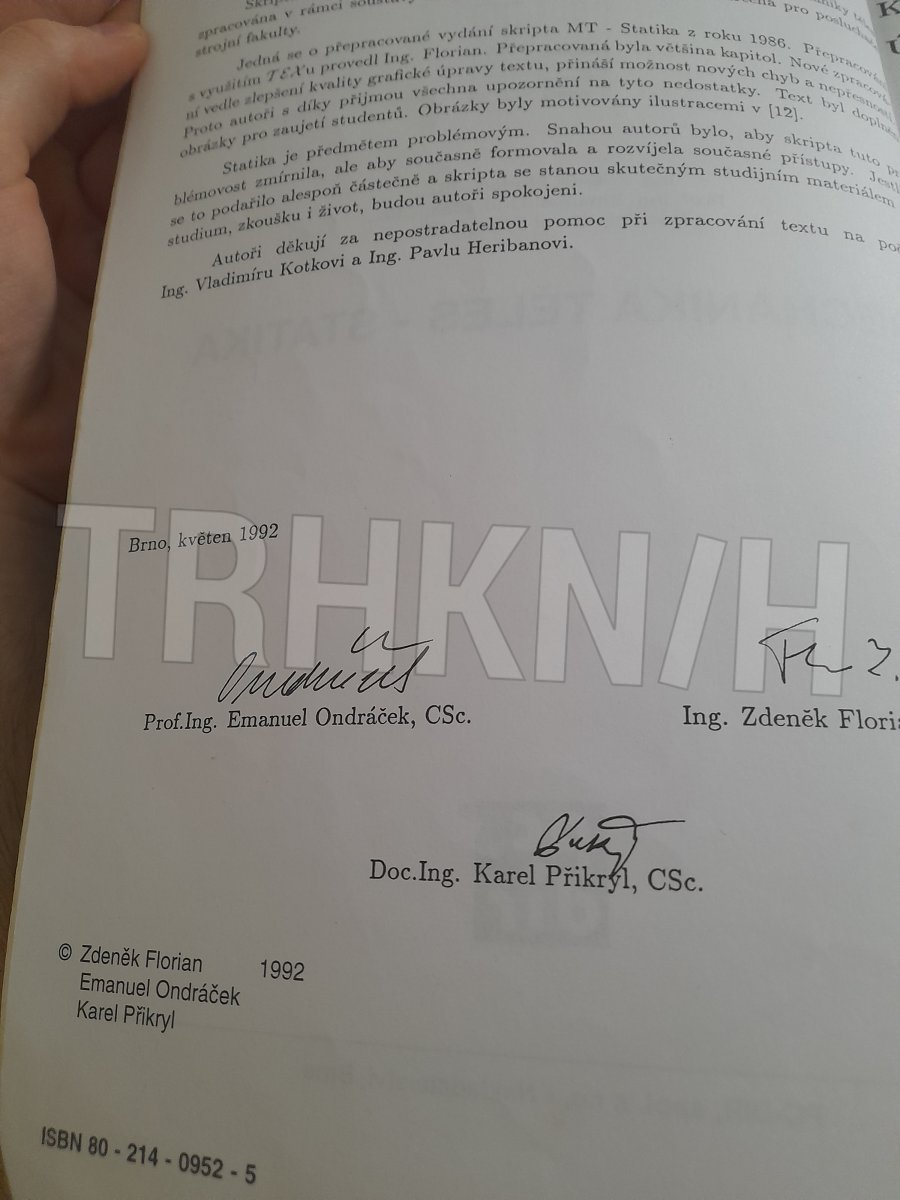 zpracována v rámci soustavy
strojní fakulty.
Jedná se o přepracované vydání skripta MT - Statika z roku 1986.
s využitím TEXu provedl Ing. Florian. Přepracovaná byla většina kapitol. Nové
ní vedle zlepšení kvality grafické úpravy textu, přináší možnost nových chyb a nepřesností
Proto autoři s díky přijmou všechna upozornění na tyto nedostatky. Text byl
obrázky pro zaujetí studentů. Obrázky byly motivovány ilustracemi v [12].
Statika je předmětem problémovým. Snahou autorů bylo, aby skripta tuto
blémovost zmírnila, ale aby současně formovala a rozvíjela současné přístupy.
se to podařilo alespoň částečně a skripta se stanou skutečným studijním materiálem
studium, zkoušku i život, budou autoři spokojeni.
Autoři děkují za nepostradatelnou pomoc při zpracování textu na
Ing. Vladimíru Kotkovi a Ing. Pavlu Heribanovi.
TRHKN/H
Brno, květen 1992
Prof.Ing. Emanuel Ondráček, CSc.
Ing. Zdeněk Floria
Doc.Ing. Karel Přikryl, CSc.
© Zdeněk Florian 1992
Emanuel Ondráček
Karel Přikryl
ISBN 80 - 214 - 0952 - 5